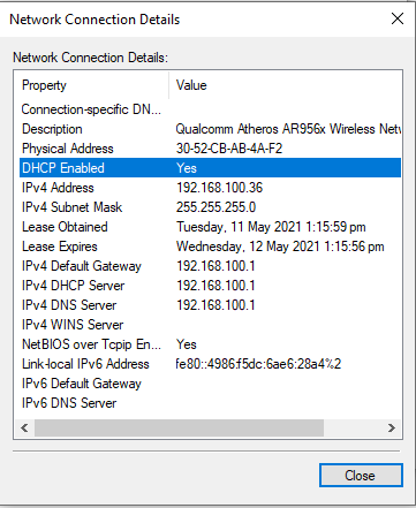 Network Connection Details
Network Connection Details:
Property Value
Connection-specific DN...
Description Qualcomm Atheros AR956x Wireless Netw
Physical Address 30-52-CB-AB-4A-F2
DHCP Enabled Yes
IPv4 Address 192.168.100.36
IPv4 Subnet Mask 255.255.255.0
Lease Obtained Tuesday, 11 May 2021 1:15:59 pm
Lease Expires Wednesday, 12 May 2021 1:15:56 pm
IPv4 Default Gateway 192.168.100.1
IPv4 DHCP Server 192.168.100.1
IPv4 DNS Server 192.168.100.1
IPv4 WINS Server
NetBIOS over Tcpip En... Yes
Link-local IPv6 Address fe80::4986:f5dc:6ae6:28a4%2
IPv6 Default Gateway
IPv6 DNS Server
Close